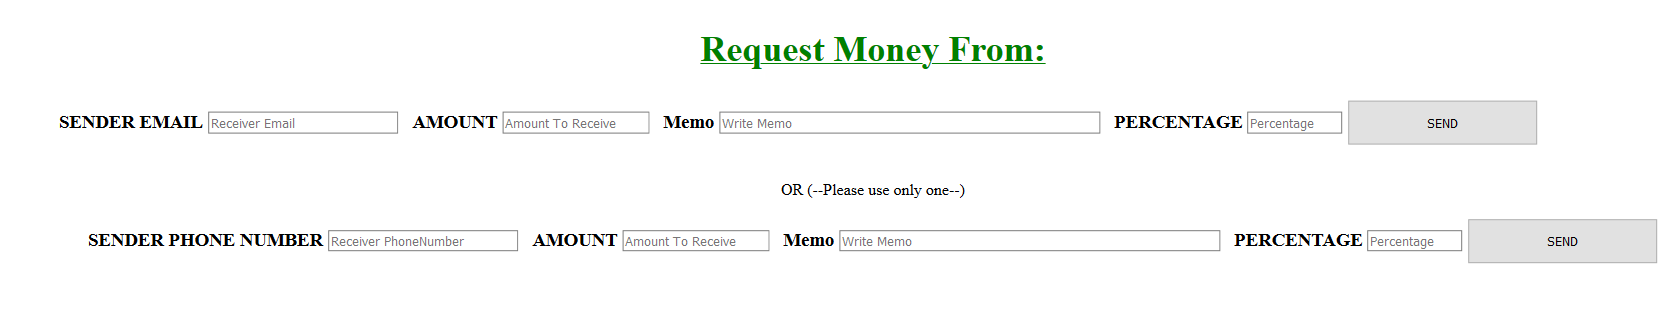 Request Money From:
SENDER EMAIL Receiver Email AMOUNT Amount To Receive Memo Write Memo PERCENTAGE Percentage SEND
OR (--Please use only one--)
SENDER PHONE NUMBER Receiver PhoneNumber AMOUNT Amount To Receive Memo Write Memo PERCENTAGE Percentage SEND